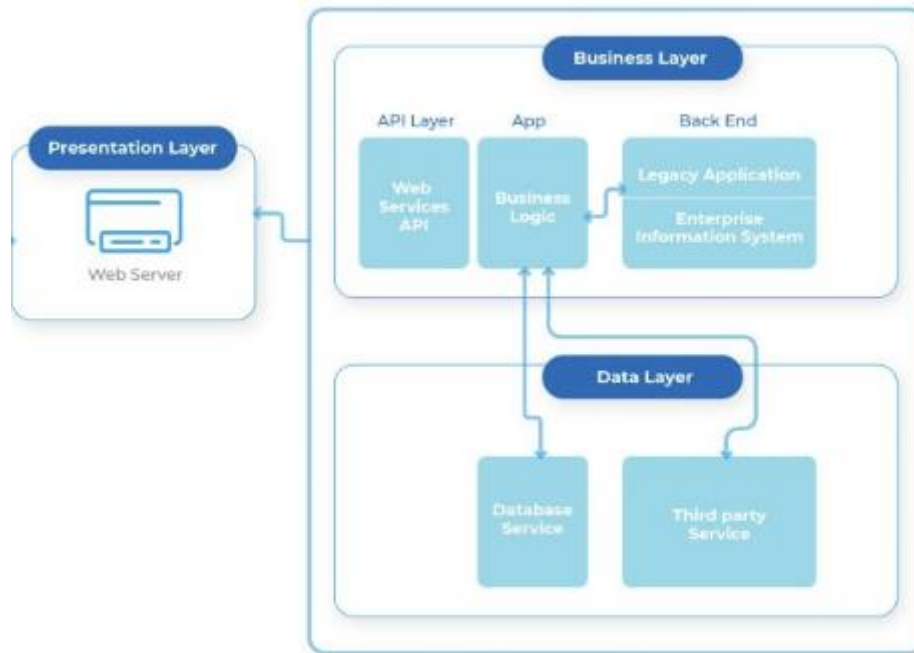 Business Layer
API Layer
App
Back End
Presentation Layer
Web
Services
API
Business
Logic
Legacy Application
Enterprise
Information System
Web Server
Data Layer
Database
Service
Third party
Service